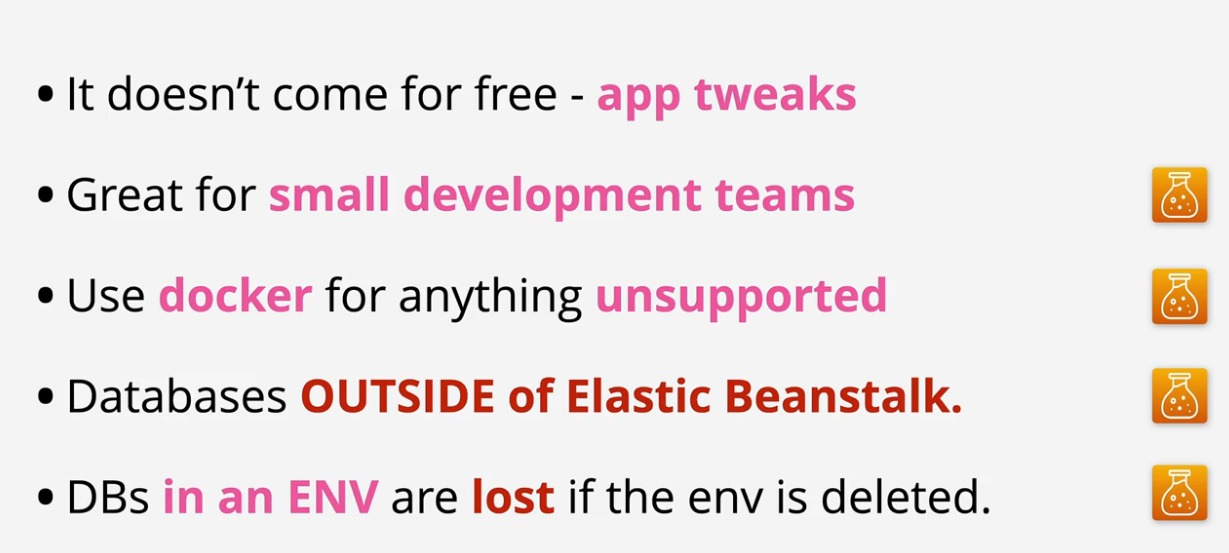 • It doesn't come for free - app tweaks
• Great for small development teams
• Use docker for anything unsupported
• Databases OUTSIDE of Elastic Beanstalk.
• DBs in an ENV are lost if the env is deleted.